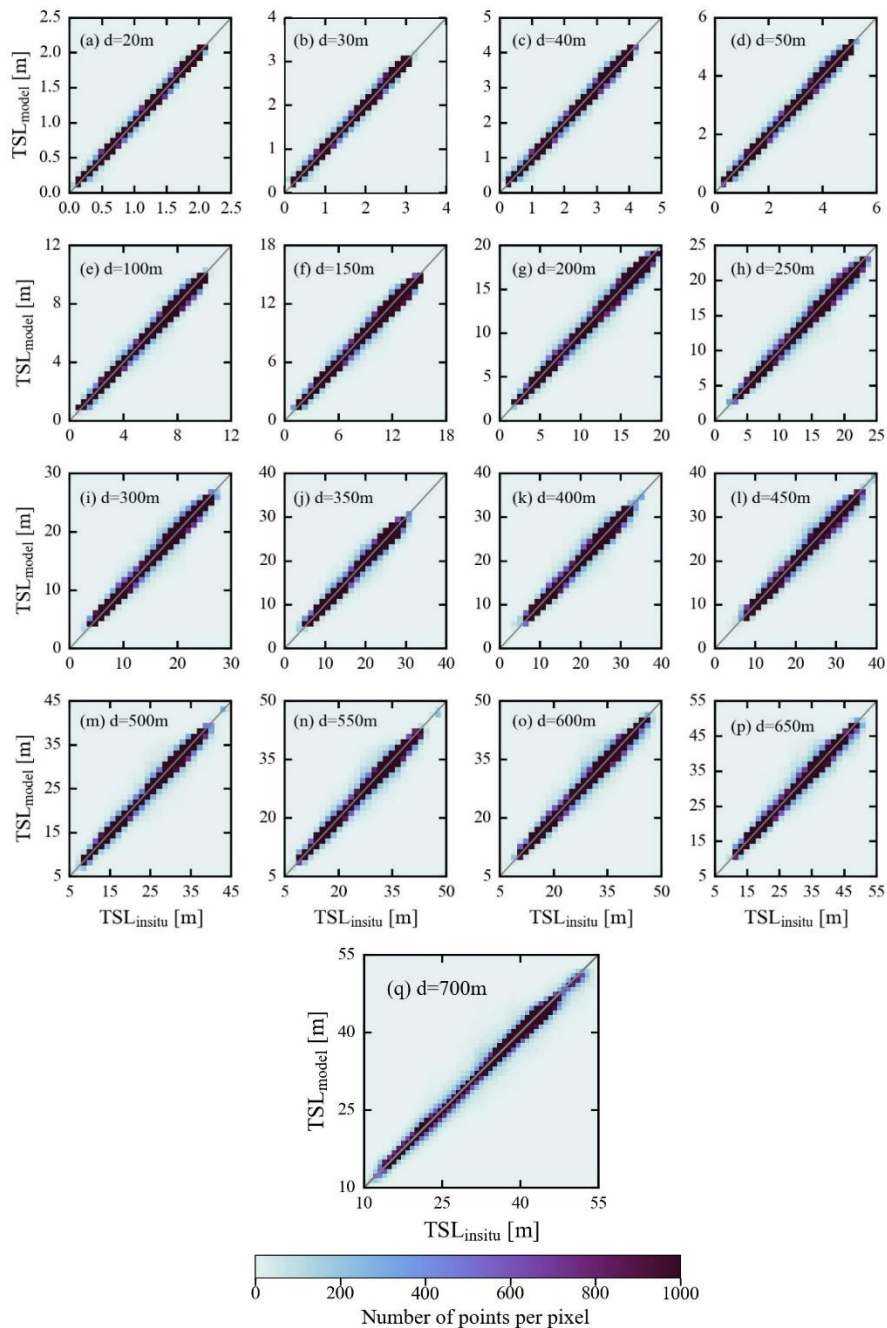 (a) d=20m
(b) d=30m
(c) d=40m
(d) d=50m
TSLmodel [m]
2.5
2.0
1.5
1.0
0.5
0.0
0.0 0.5 1.0 1.5 2.0 2.5
4
3
2
1
0
0 1 2 3 4
5
4
3
2
1
0
0 1 2 3 4 5
6
4
2
0
0 2 4 6
(e) d=100m
(f) d=150m
(g) d=200m
(h) d=250m
TSLmodel [m]
12
8
4
0
0 4 8 12
18
12
6
0
0 6 12 18
20
15
10
5
0
0 5 10 15 20
25
20
15
10
5
0
0 5 10 15 20 25
(i) d=300m
(j) d=350m
(k) d=400m
(l) d=450m
TSLmodel [m]
30
20
10
0
0 10 20 30
40
30
20
10
0
0 10 20 30 40
40
30
20
10
0
0 10 20 30 40
40
30
20
10
0
0 10 20 30 40
(m) d=500m
(n) d=550m
(o) d=600m
(p) d=650m
TSLmodel [m]
45
35
25
15
5
5 15 25 35 45
TSLinsitu [m]
50
35
20
5
5 20 35 50
TSLinsitu [m]
50
35
20
5
5 20 35 50
TSLinsitu [m]
55
45
35
25
15
5
5 15 25 35 45 55
TSLinsitu [m]
(q) d=700m
TSLmodel [m]
55
40
25
10
10 25 40 55
TSLinsitu [m]
0 200 400 600 800 1000
Number of points per pixel